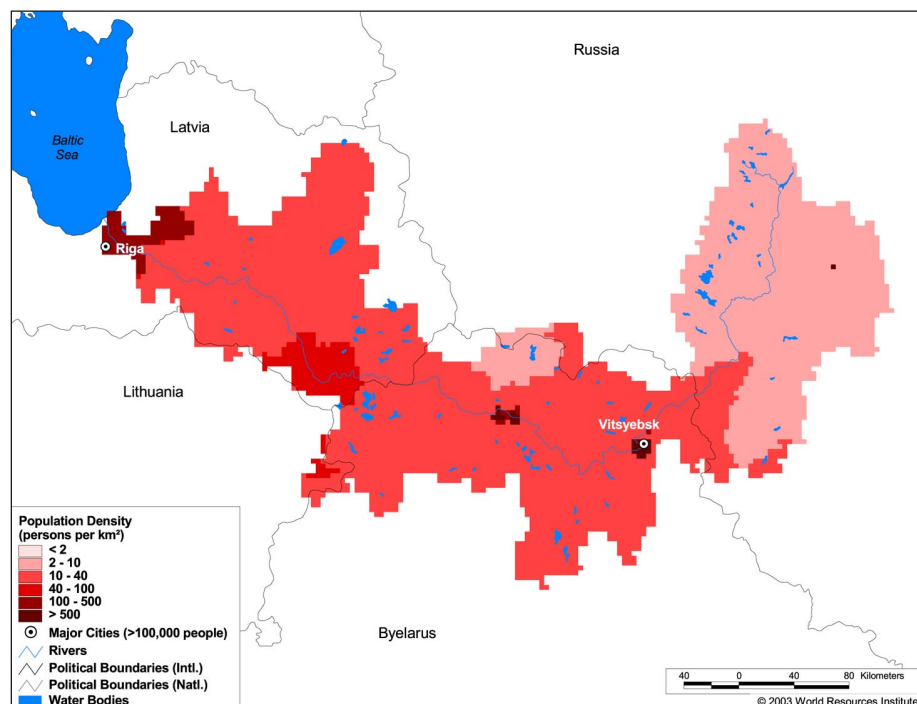 Russia
Latvia
Baltic
Sea
Riga
Lithuania
Vitsyebsk
Byelarus
Population Density
(persons per km²)
< 2
2 - 10
10 - 40
40 - 100
100 - 500
> 500
Major Cities (>100,000 people)
Rivers
Political Boundaries (Intl.)
Political Boundaries (Natl.)
Water Bodies
40 0 40 80 Kilometers
© 2003 World Resources Institute